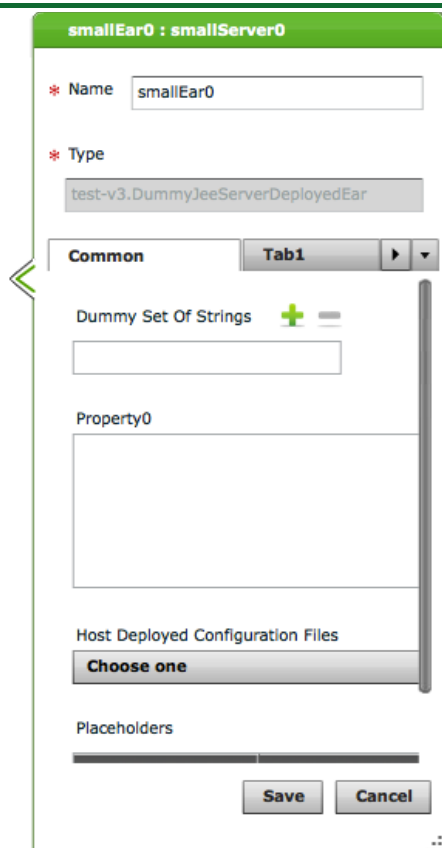 smallEar0 : smallServer0
* Name smallEar0
* Type
test-v3.DummyJeeServerDeployedEar
Common Tab1
Dummy Set Of Strings
Property0
Host Deployed Configuration Files
Choose one
Placeholders
Save Cancel